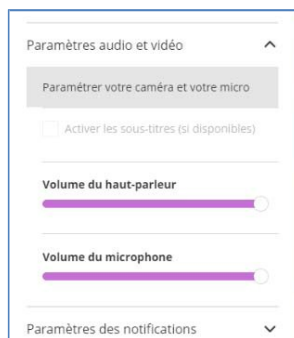 Paramètres audio et vidéo
Paramétrer votre caméra et votre micro
Activer les sous-titres (si disponibles)
Volume du haut-parleur
Volume du microphone
Paramètres des notifications